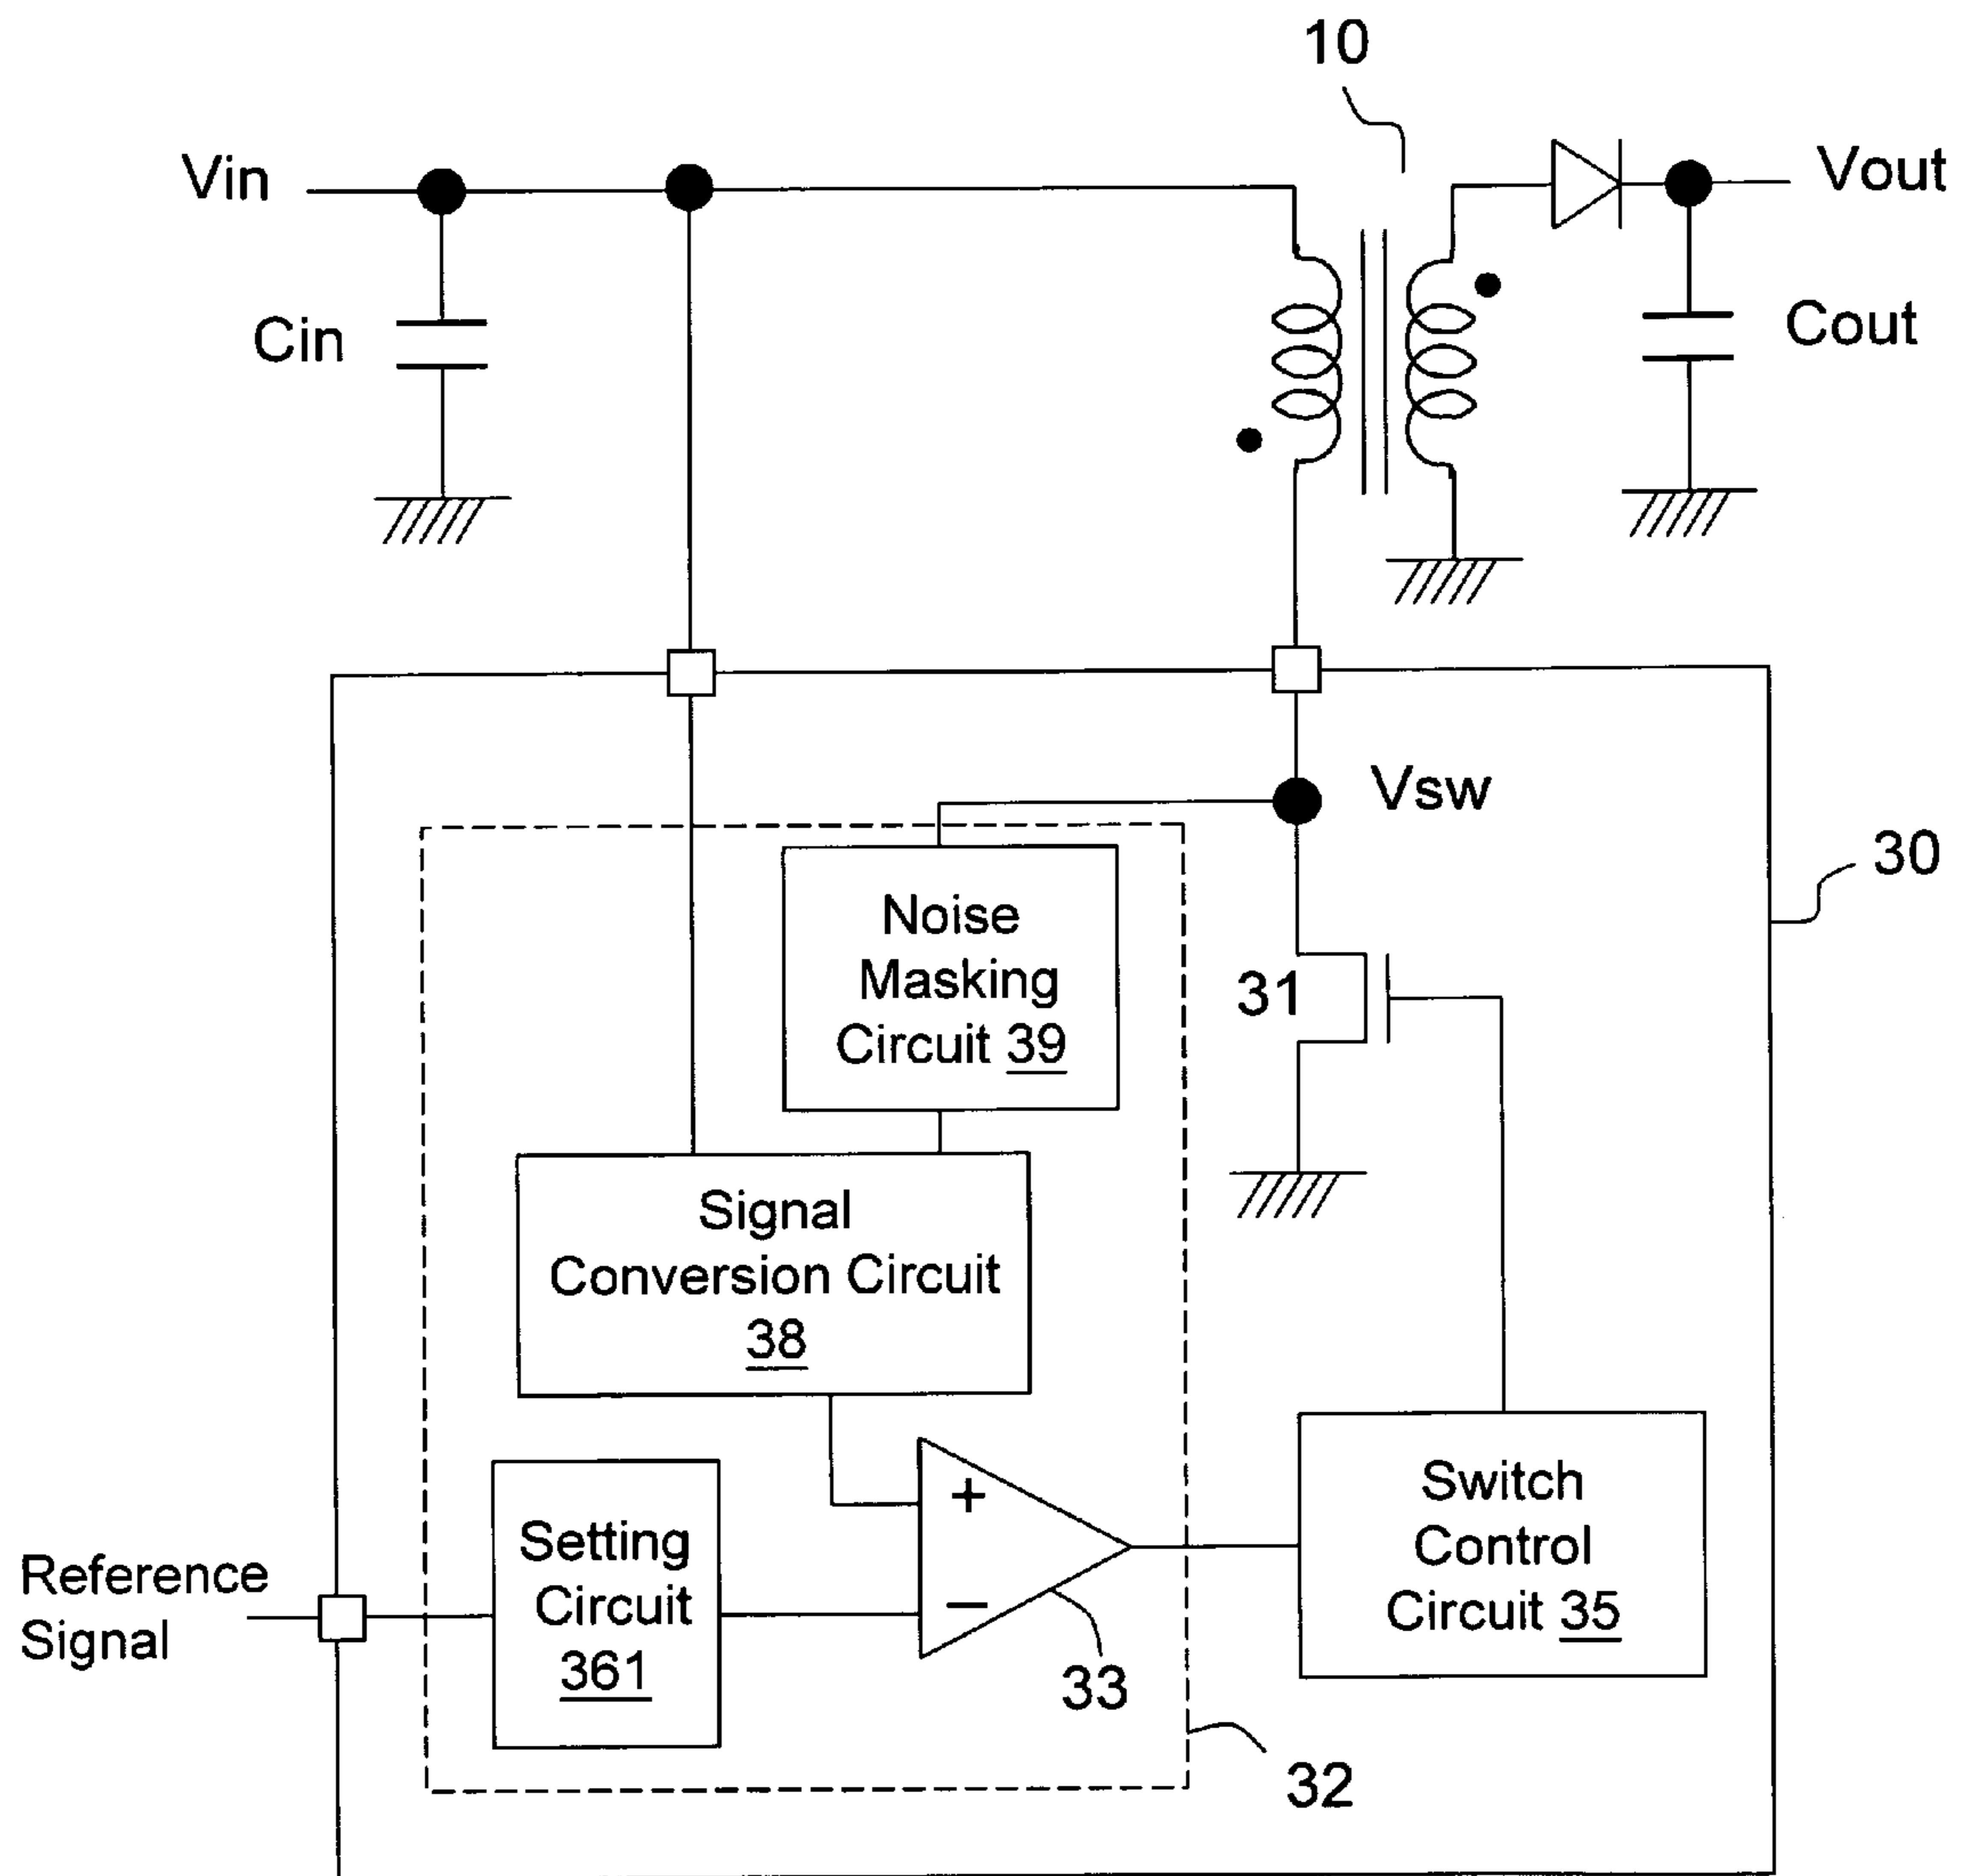 10
Vin
Vout
Cin
Cout
Vsw
30
Noise
Masking
Circuit 39
31
Signal
Conversion Circuit
38
+
Switch
Control
Circuit 35
Setting
Circuit
361
Reference
Signal
−
33
32